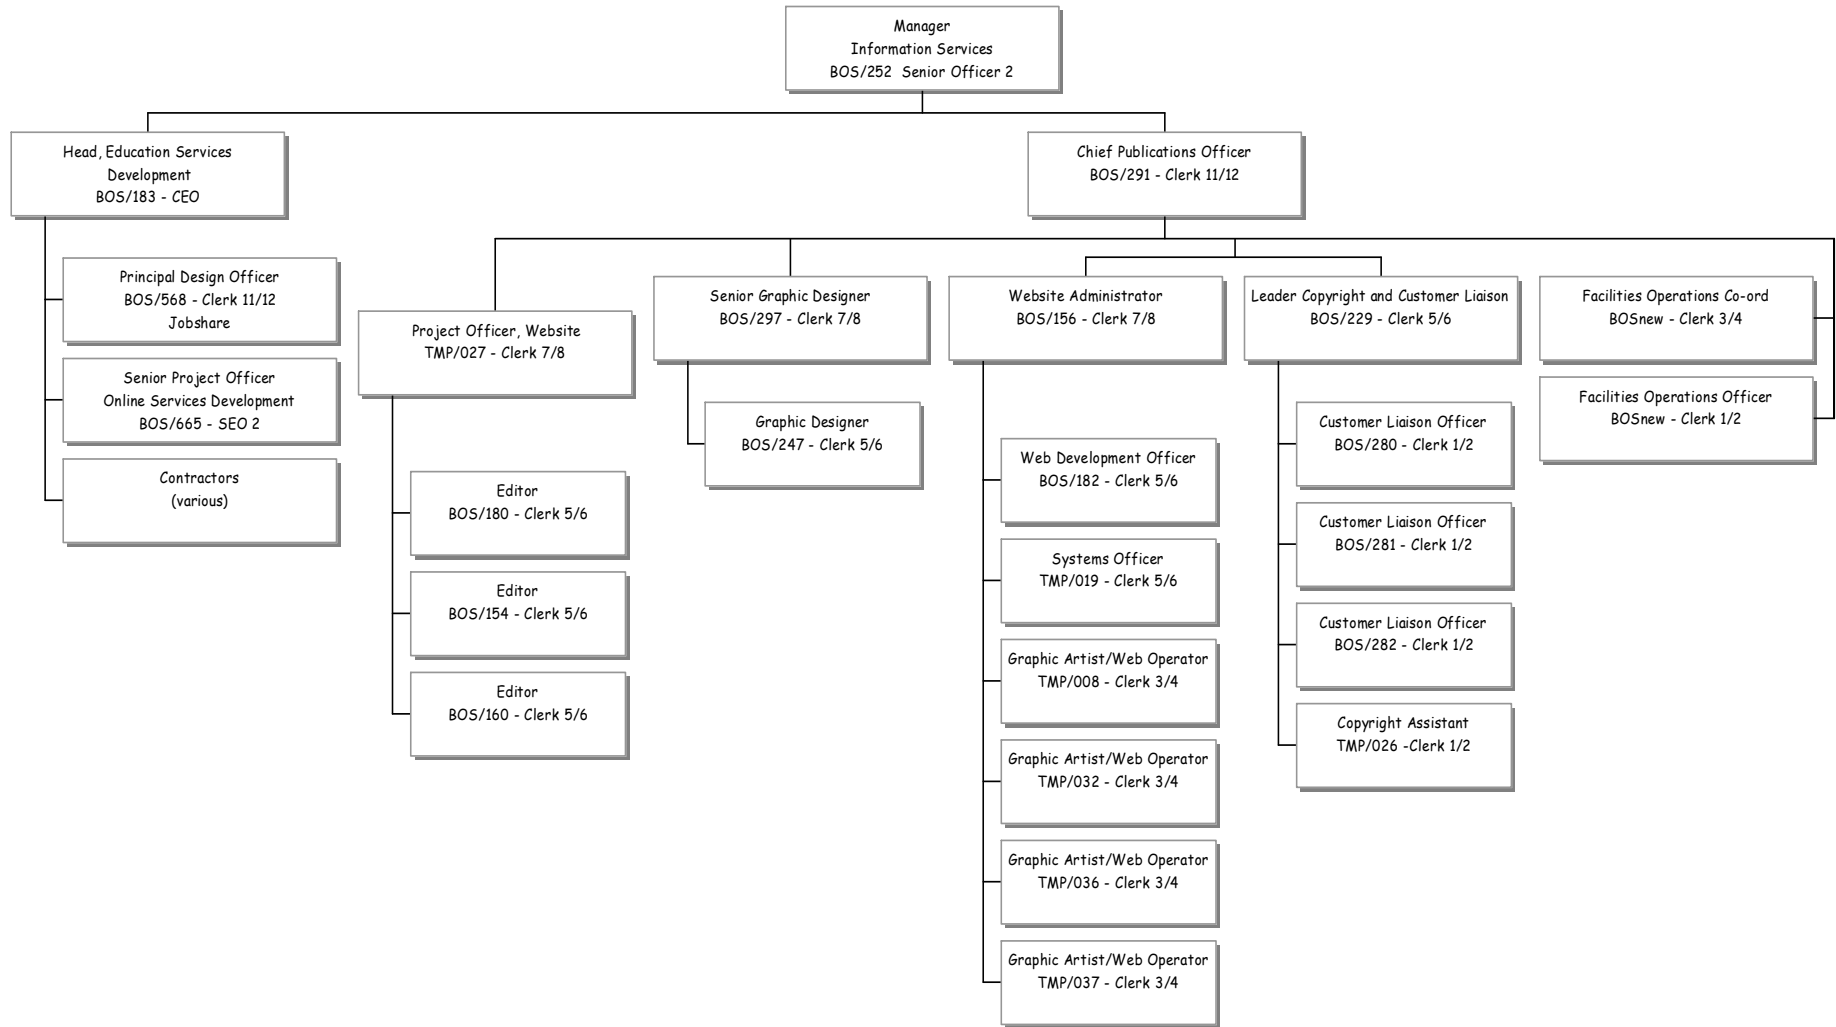 Manager
Information Services
BOS/252  Senior Officer 2
Head, Education Services
Development
BOS/183 - CEO
Chief Publications Officer
BOS/291 - Clerk 11/12
Principal Design Officer
BOS/568 - Clerk 11/12
Jobshare
Senior Project Officer
Online Services Development
BOS/665 - SEO 2
Contractors
(various)
Project Officer, Website
TMP/027 - Clerk 7/8
Editor
BOS/180 - Clerk 5/6
Editor
BOS/154 - Clerk 5/6
Editor
BOS/160 - Clerk 5/6
Senior Graphic Designer
BOS/297 - Clerk 7/8
Graphic Designer
BOS/247 - Clerk 5/6
Website Administrator
BOS/156 - Clerk 7/8
Web Development Officer
BOS/182 - Clerk 5/6
Systems Officer
TMP/019 - Clerk 5/6
Graphic Artist/Web Operator
TMP/008 - Clerk 3/4
Graphic Artist/Web Operator
TMP/032 - Clerk 3/4
Graphic Artist/Web Operator
TMP/036 - Clerk 3/4
Graphic Artist/Web Operator
TMP/037 - Clerk 3/4
Leader Copyright and Customer Liaison
BOS/229 - Clerk 5/6
Customer Liaison Officer
BOS/280 - Clerk 1/2
Customer Liaison Officer
BOS/281 - Clerk 1/2
Customer Liaison Officer
BOS/282 - Clerk 1/2
Copyright Assistant
TMP/026 -Clerk 1/2
Facilities Operations Co-ord
BOSnew - Clerk 3/4
Facilities Operations Officer
BOSnew - Clerk 1/2